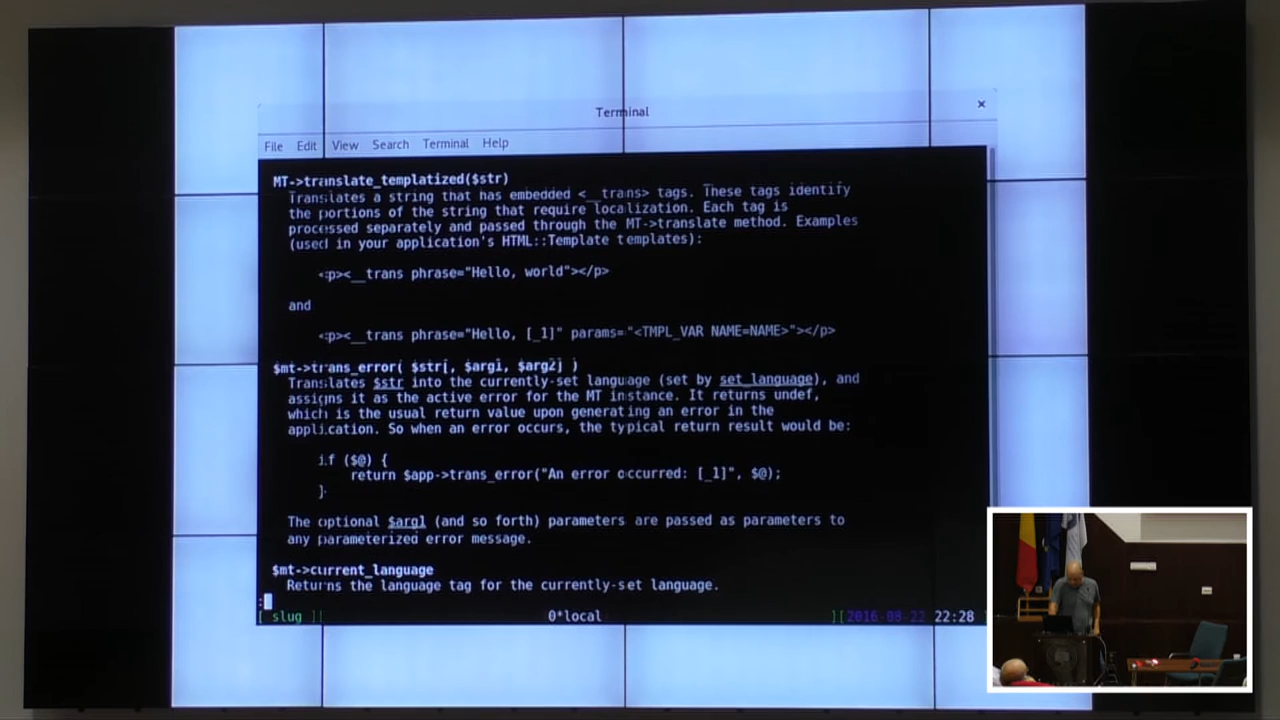 Terminal
×
File Edit View Search Terminal Help
MT->translate_templatized($str)
Translates a string that has embedded <__trans> tags. These tags identify
the portions of the string that require localization. Each tag is
processed separately and passed through the MT->translate method. Examples
(used in your application's HTML::Template templates):
<p><__trans phrase="Hello, world"></p>
and
<p><__trans phrase="Hello, [_1]" params="<TMPL_VAR NAME=NAME>"></p>
$mt->trans_error( $str[, $arg1, $arg2] )
Translates $str into the currently-set language (set by set_language), and
assigns it as the active error for the MT instance. It returns undef,
which is the usual return value upon generating an error in the
application. So when an error occurs, the typical return result would be:
if ($@) {
return $app->trans_error("An error occurred: [_1]", $@);
}
The optional $arg1 (and so forth) parameters are passed as parameters to
any parameterized error message.
$mt->current_language
Returns the language tag for the currently-set language.
:
[ slug ][ 0*local ][2016-08-22 22:28